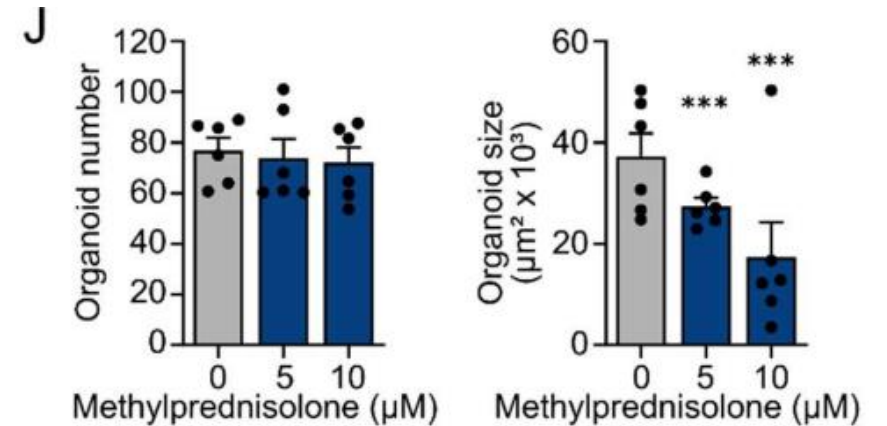 J
Organoid number
120
100
80
60
40
20
0
0 5 10
Methylprednisolone (µM)
Organoid size
(µm² x 10³)
60
40
20
0
***
***
0 5 10
Methylprednisolone (µM)